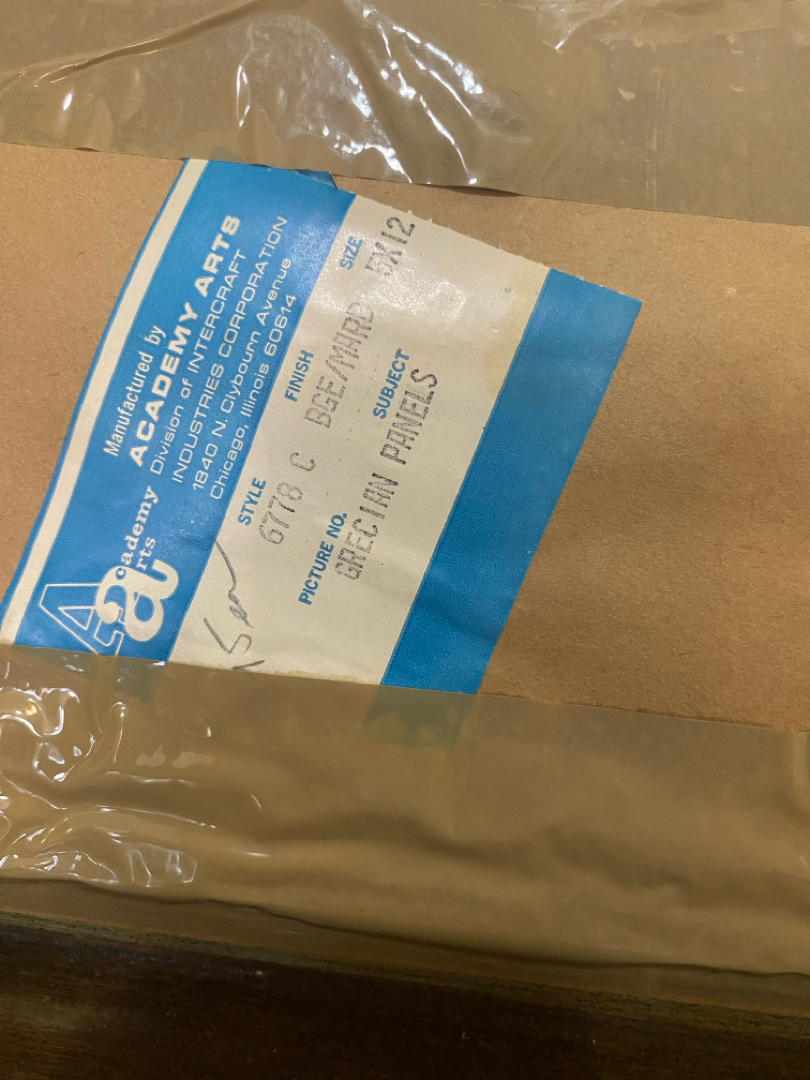 Academy
arts
Manufactured by
ACADEMY ARTS
Division of INTERCRAFT
INDUSTRIES CORPORATION
1840 N. Clybourn Avenue
Chicago, Illinois 60614
STYLE FINISH SIZE
6778 C BGE/MARD 5X12
PICTURE NO. SUBJECT
GRECIAN PANELS